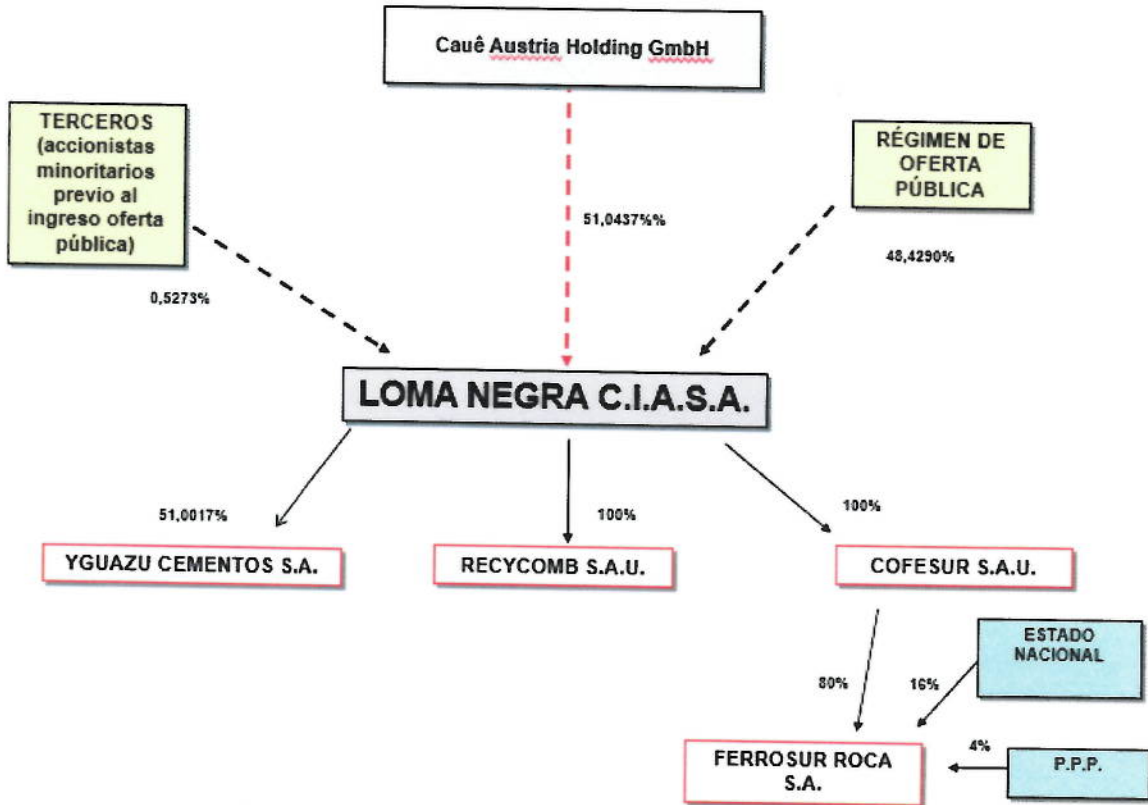 Cauê Austria Holding GmbH
TERCEROS
(accionistas
minoritarios
previo al
ingreso oferta
pública)
RÉGIMEN DE
OFERTA
PÚBLICA
51,0437%%
48,4290%
0,5273%
LOMA NEGRA C.I.A.S.A.
51,0017%
100%
100%
YGUAZU CEMENTOS S.A.
RECYCOMB S.A.U.
COFESUR S.A.U.
ESTADO
NACIONAL
80%
16%
FERROSUR ROCA
S.A.
4%
P.P.P.